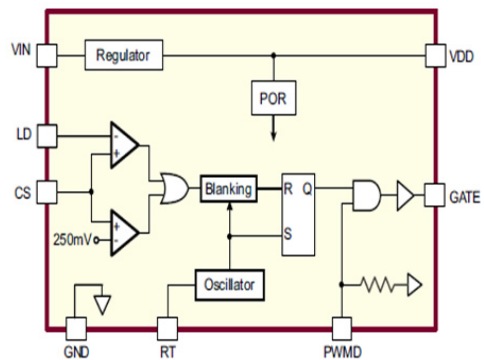 VIN
Regulator
VDD
POR
LD
-
+
CS
Blanking
R Q
GATE
+
250mV
-
S
Oscillator
GND
RT
PWMD